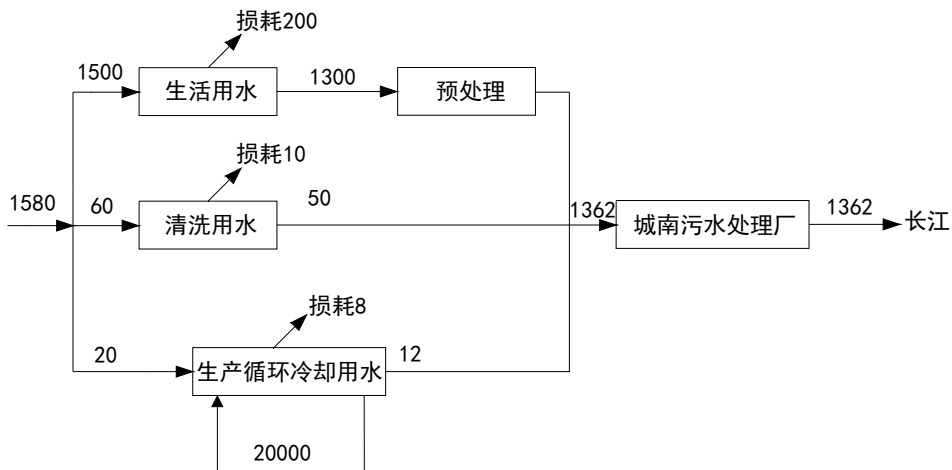 损耗200
1500
生活用水
1300
预处理
损耗10
1580
60
清洗用水
50
1362
城南污水处理厂
1362
长江
损耗8
20
生产循环冷却用水
12
20000